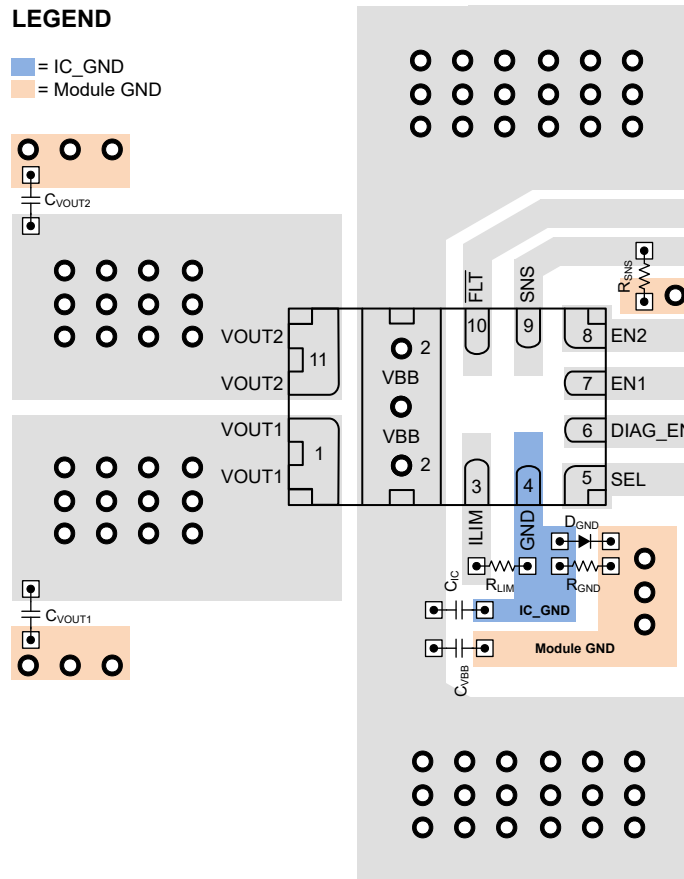 LEGEND
= IC_GND
= Module GND
CVOUT2
RSNS
FLT
SNS
10
9
8
EN2
VOUT2
2
11
VBB
7
EN1
VOUT2
VOUT1
VBB
6
DIAG_EN
1
2
VOUT1
3
4
5
SEL
ILIM
GND
DGND
CIC
RLIM
RGND
IC_GND
CVOUT1
Module GND
CVBB